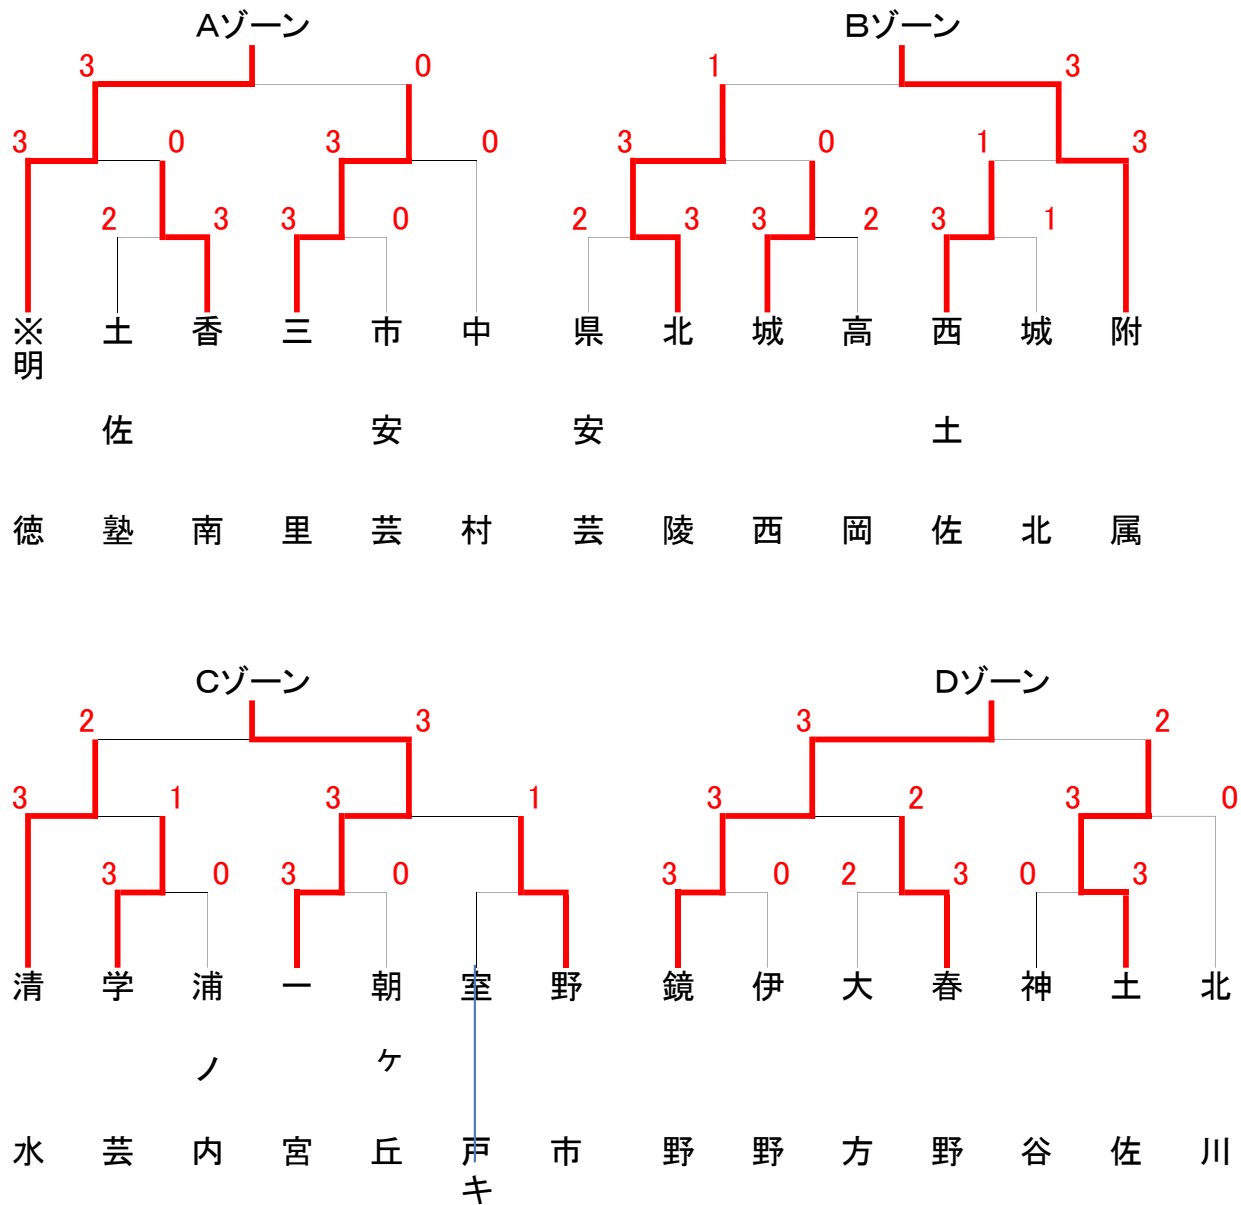 Aゾーン
Bゾーン
3 0 1 3
3 0 3 0 3 0 1 3
2 3 3 0 2 3 3 2 3 1
※明徳
土佐塾
香南
三里
市安芸
中村
県安芸
北陵
城西
高岡
西土佐
城北
附属
Cゾーン
Dゾーン
2 3 3 2
3 1 3 1 3 2 3 0
3 0 3 0 3 0 2 3 0 3
清水
学芸
浦ノ内
一宮
朝ヶ丘
室戸キ
野市
鏡野
伊野
大方
春野
神谷
土佐
北川